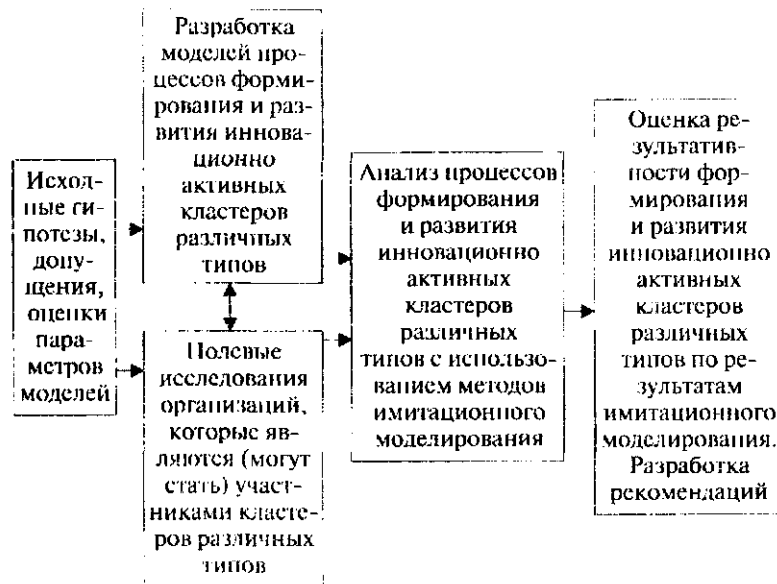 Исход-
ные ги-
потезы,
допу-
щения,
оценки
пара-
метров
моделей
Разработка
моделей про-
цессов форми-
рования и раз-
вития иннова-
ционно
активных
кластеров
различных
типов
Полевые
исследования
организаций,
которые яв-
ляются (могут
стать) участ-
никами класте-
ров различных
типов
Анализ процессов
формирования
и развития
инновационно
активных
кластеров
различных
типов с использо-
ванием методов
имитационного
моделирования
Оценка ре-
зультатив-
ности фор-
мирования
и развития
инновационно
активных
кластеров
различных
типов по ре-
зультатам
имитационного
моделирования.
Разработка
рекомендаций